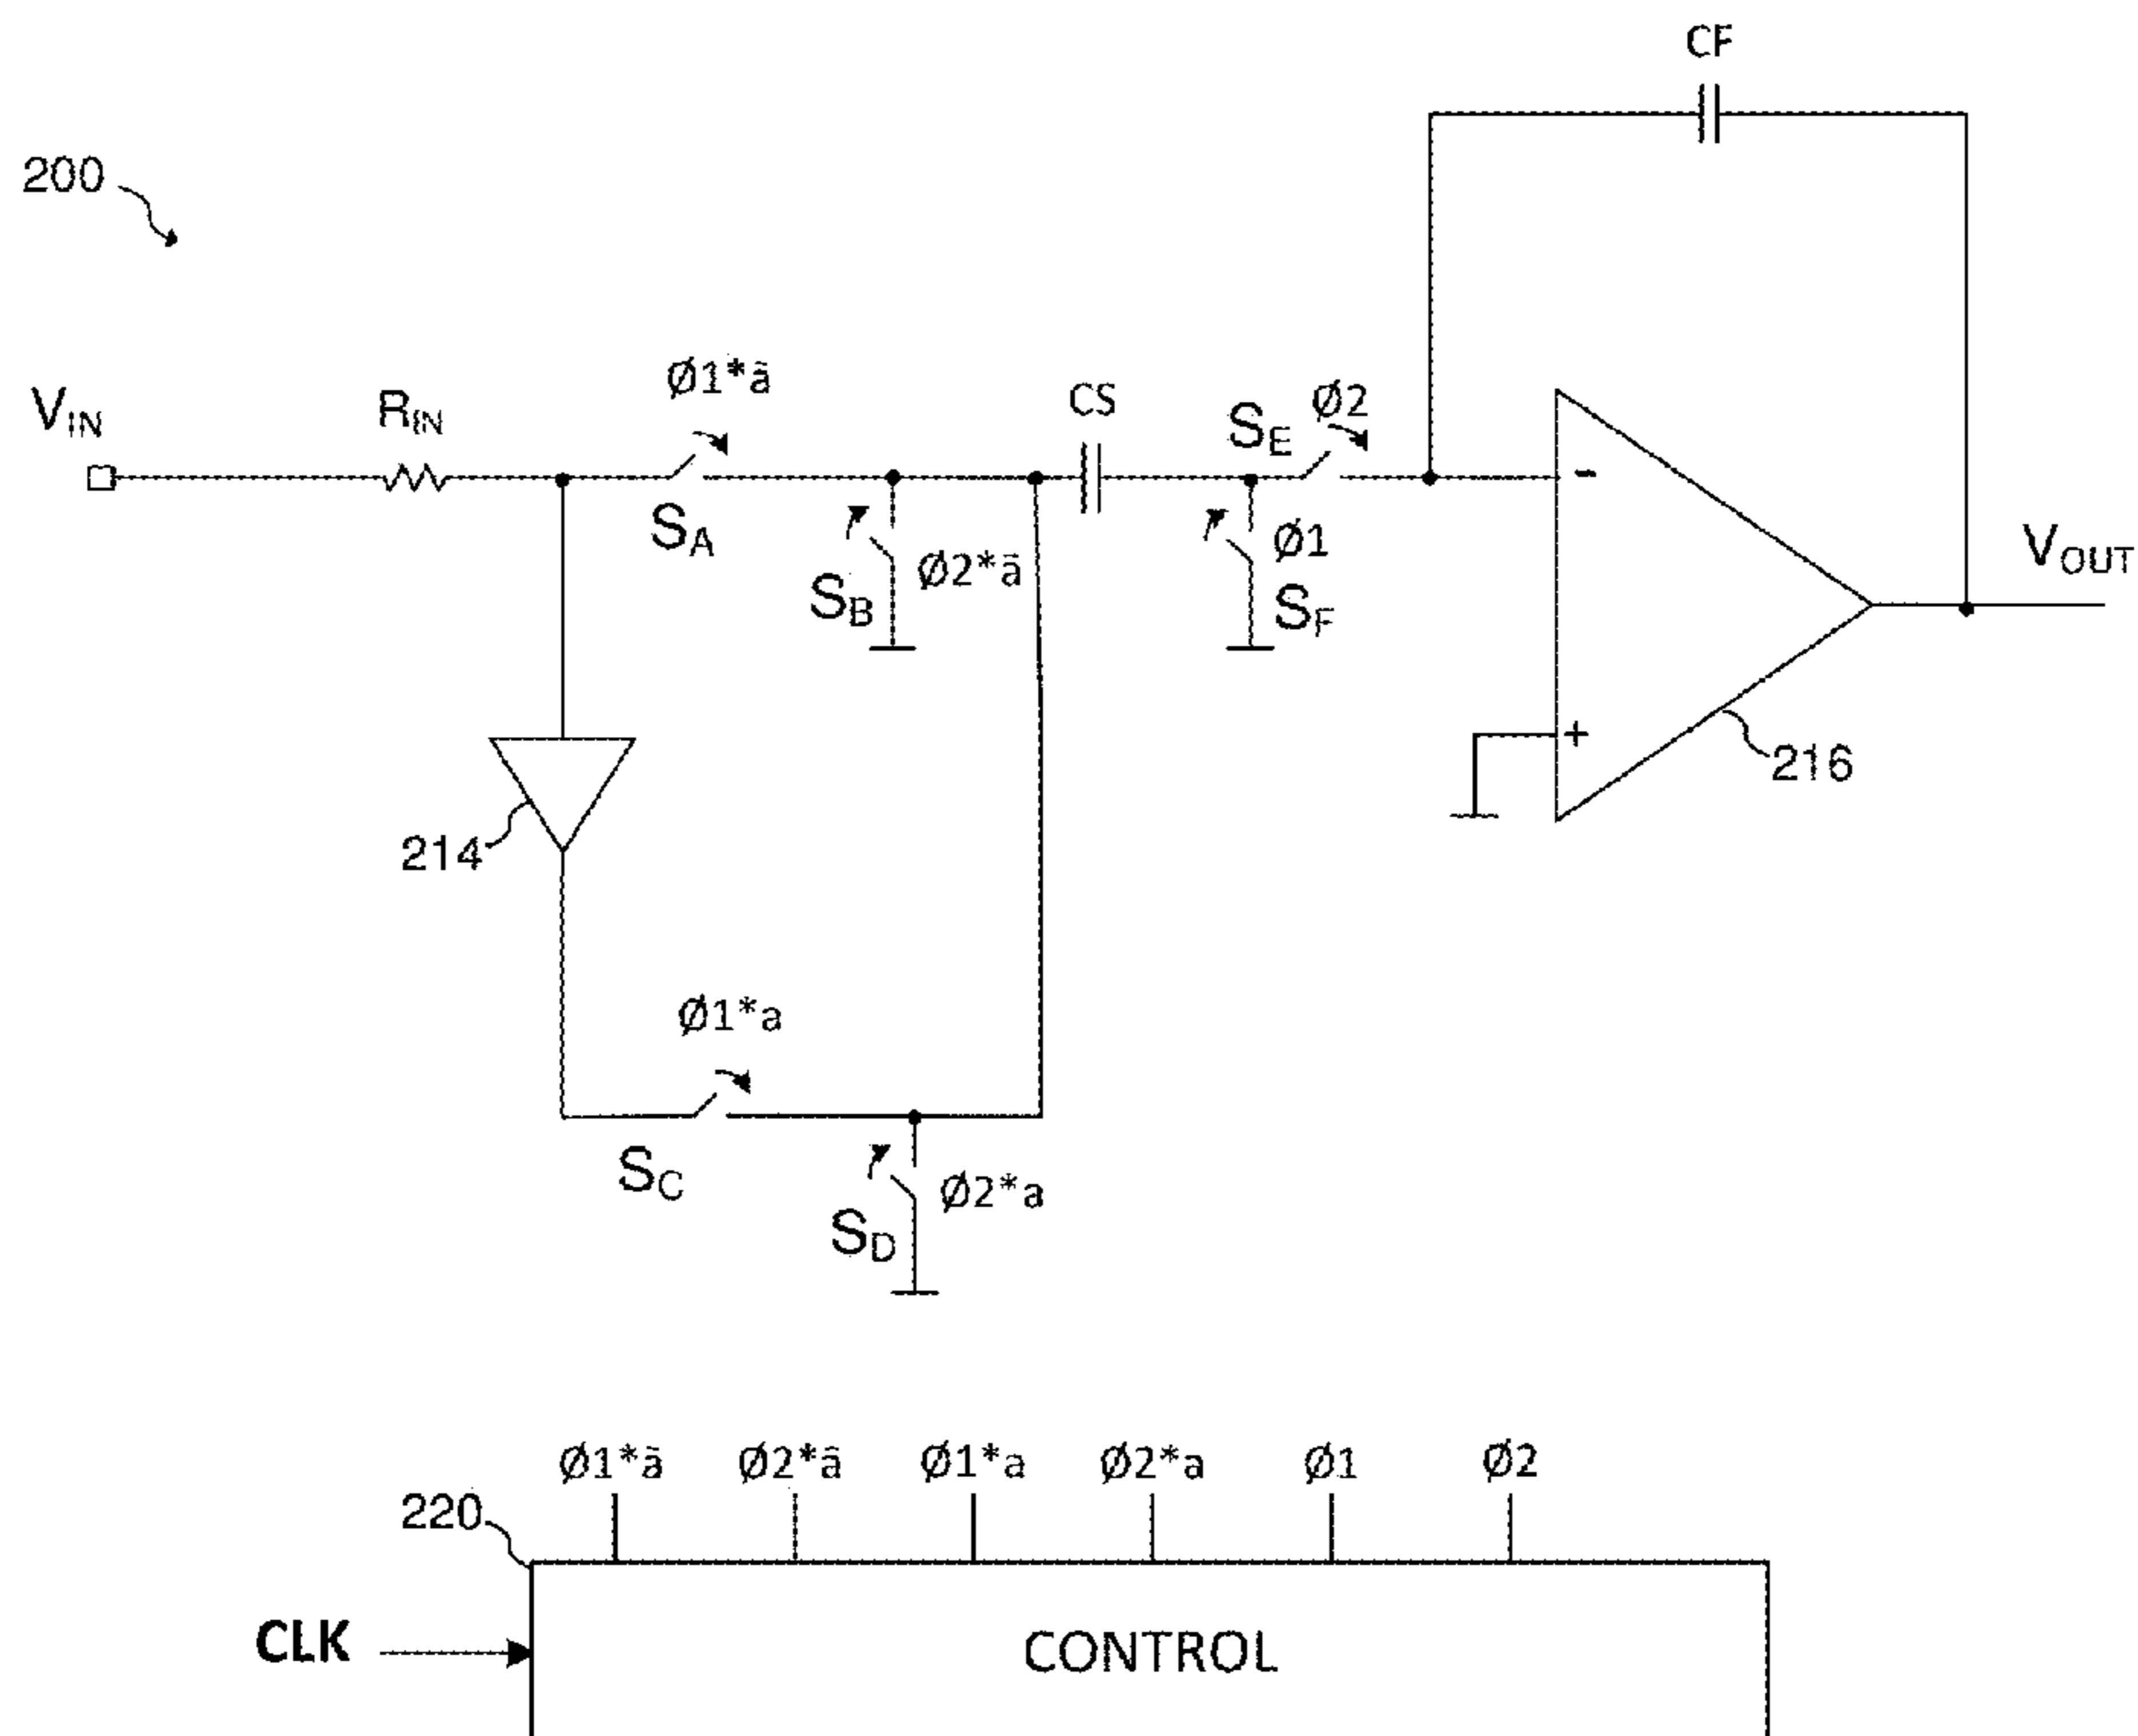 CF
200
Ø1*ā
V_IN
R_IN
CS
S_E
Ø2
S_A
Ø2*ā
S_B
Ø1
S_F
V_OUT
-
+
216
214
Ø1*a
S_C
Ø2*a
S_D
Ø1*ā Ø2*ā Ø1*a Ø2*a Ø1 Ø2
220
CLK
CONTROL